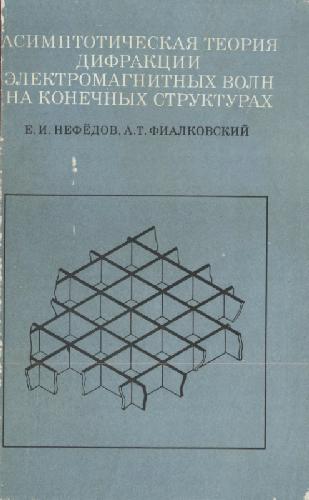 АСИМПТОТИЧЕСКАЯ ТЕОРИЯ
ДИФРАКЦИИ
ЭЛЕКТРОМАГНИТНЫХ ВОЛН
НА КОНЕЧНЫХ СТРУКТУРАХ
Е. И. НЕФЁДОВ, А. Т. ФИАЛКОВСКИЙ